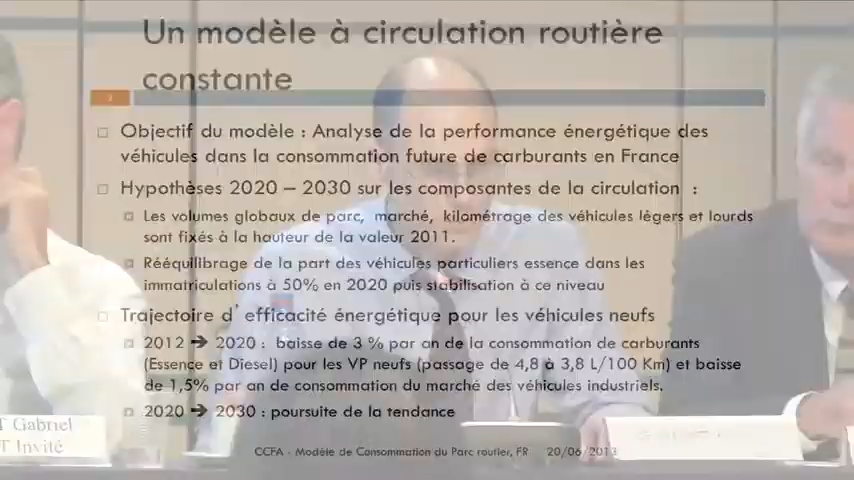 Un modèle à circulation routière
constante
Objectif du modèle : Analyse de la performance énergétique des
véhicules dans la consommation future de carburants en France
Hypothèses 2020 – 2030 sur les composantes de la circulation :
Les volumes globaux de parc, marché, kilométrage des véhicules légers et lourds
sont fixés à la hauteur de la valeur 2011.
Rééquilibrage de la part des véhicules particuliers essence dans les
immatriculations à 50% en 2020 puis stabilisation à ce niveau
Trajectoire d'efficacité énergétique pour les véhicules neufs
2012 → 2020 : baisse de 3 % par an de la consommation de carburants
(Essence et Diesel) pour les VP neufs (passage de 4,8 à 3,8 L/100 Km) et baisse
de 1,5% par an de consommation du marché des véhicules industriels.
2020 → 2030 : poursuite de la tendance
T Gabriel
T Invité
CCFA - Modèle de Consommation du Parc routier, FR 20/06/2013